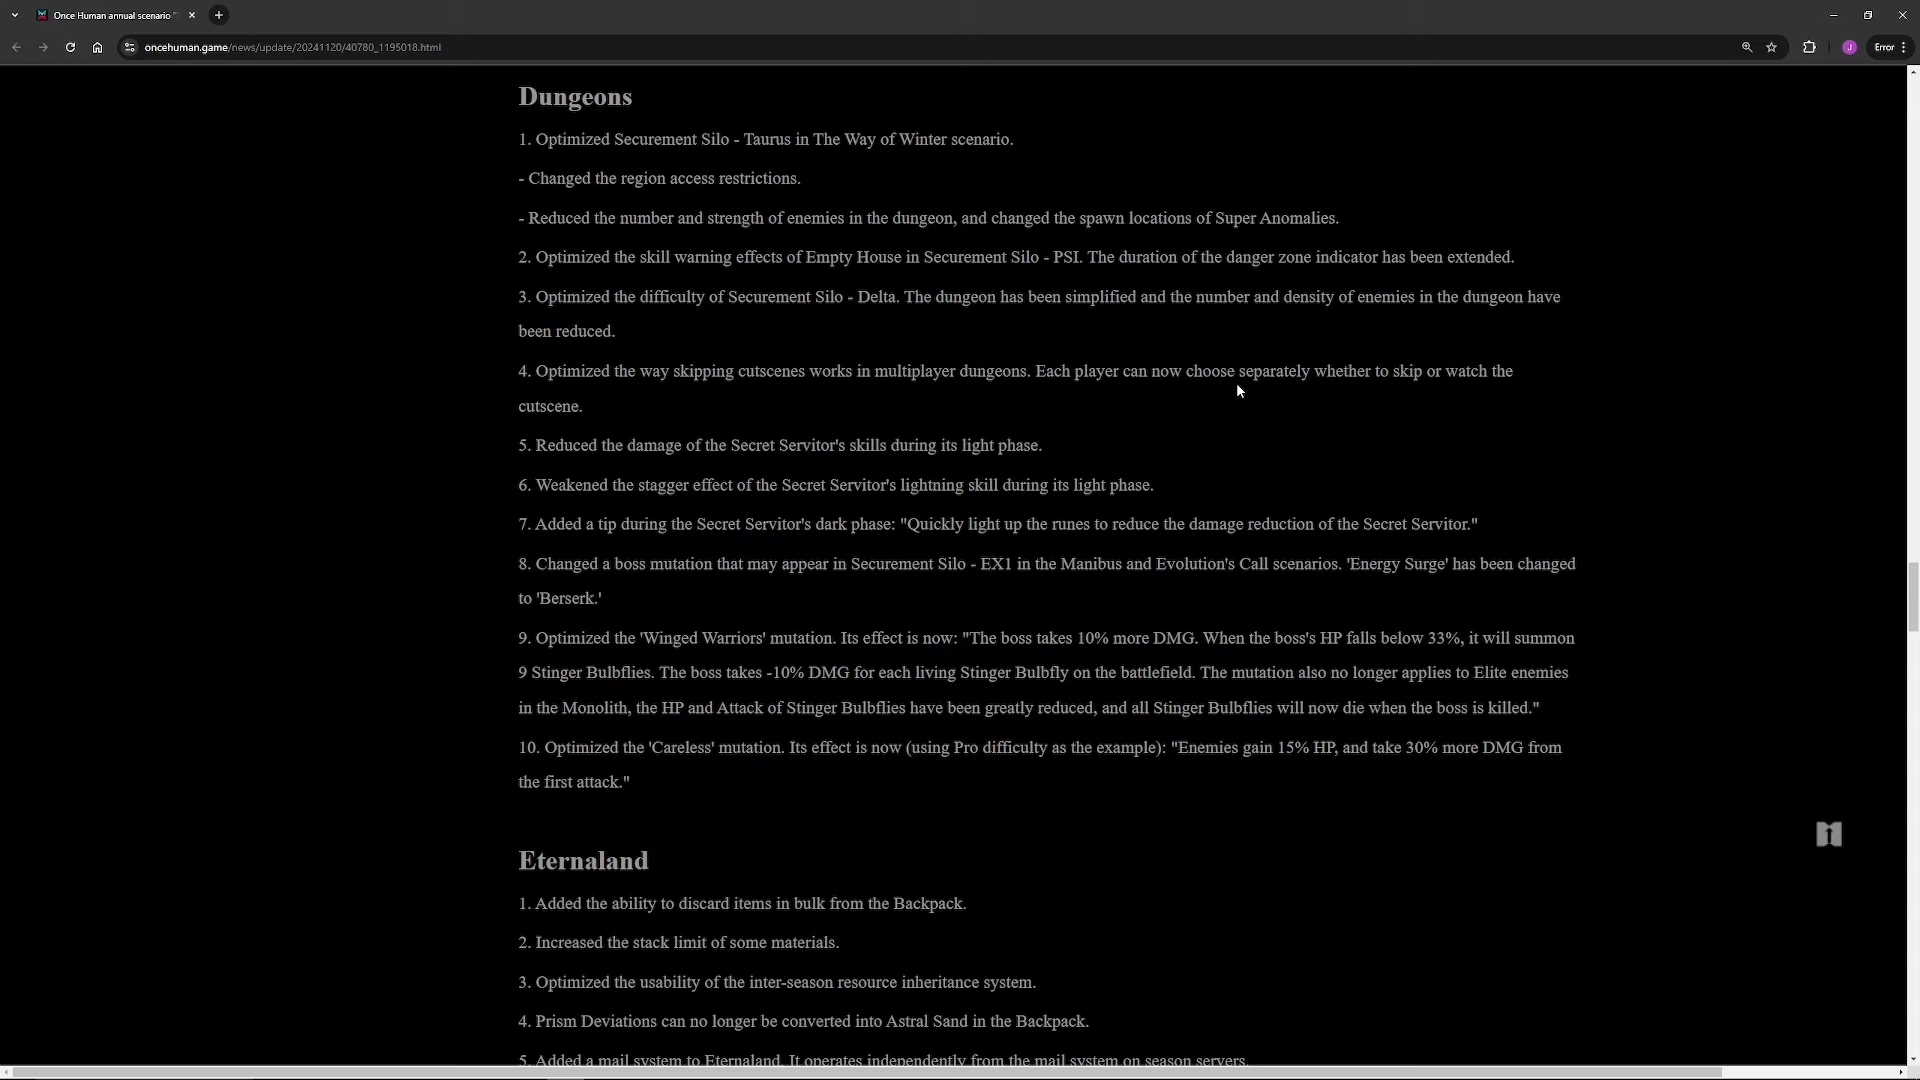 Once Human annual scenario
oncehuman.game/news/update/20241120/40780_1195018.html
J
Error
Dungeons
1. Optimized Securement Silo - Taurus in The Way of Winter scenario.
- Changed the region access restrictions.
- Reduced the number and strength of enemies in the dungeon, and changed the spawn locations of Super Anomalies.
2. Optimized the skill warning effects of Empty House in Securement Silo - PSI. The duration of the danger zone indicator has been extended.
3. Optimized the difficulty of Securement Silo - Delta. The dungeon has been simplified and the number and density of enemies in the dungeon have
been reduced.
4. Optimized the way skipping cutscenes works in multiplayer dungeons. Each player can now choose separately whether to skip or watch the
cutscene.
5. Reduced the damage of the Secret Servitor's skills during its light phase.
6. Weakened the stagger effect of the Secret Servitor's lightning skill during its light phase.
7. Added a tip during the Secret Servitor's dark phase: "Quickly light up the runes to reduce the damage reduction of the Secret Servitor."
8. Changed a boss mutation that may appear in Securement Silo - EX1 in the Manibus and Evolution's Call scenarios. 'Energy Surge' has been changed
to 'Berserk.'
9. Optimized the 'Winged Warriors' mutation. Its effect is now: "The boss takes 10% more DMG. When the boss's HP falls below 33%, it will summon
9 Stinger Bulbflies. The boss takes -10% DMG for each living Stinger Bulbfly on the battlefield. The mutation also no longer applies to Elite enemies
in the Monolith, the HP and Attack of Stinger Bulbflies have been greatly reduced, and all Stinger Bulbflies will now die when the boss is killed."
10. Optimized the 'Careless' mutation. Its effect is now (using Pro difficulty as the example): "Enemies gain 15% HP, and take 30% more DMG from
the first attack."
Eternaland
1. Added the ability to discard items in bulk from the Backpack.
2. Increased the stack limit of some materials.
3. Optimized the usability of the inter-season resource inheritance system.
4. Prism Deviations can no longer be converted into Astral Sand in the Backpack.
5. Added a mail system to Eternaland. It operates independently from the mail system on season servers.